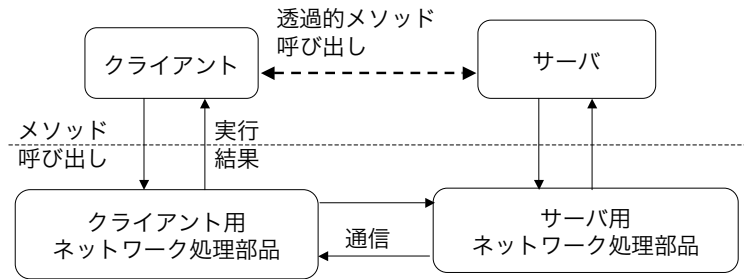 透過的メソッド
呼び出し
クライアント
サーバ
メソッド
呼び出し
実行
結果
クライアント用
ネットワーク処理部品
通信
サーバ用
ネットワーク処理部品